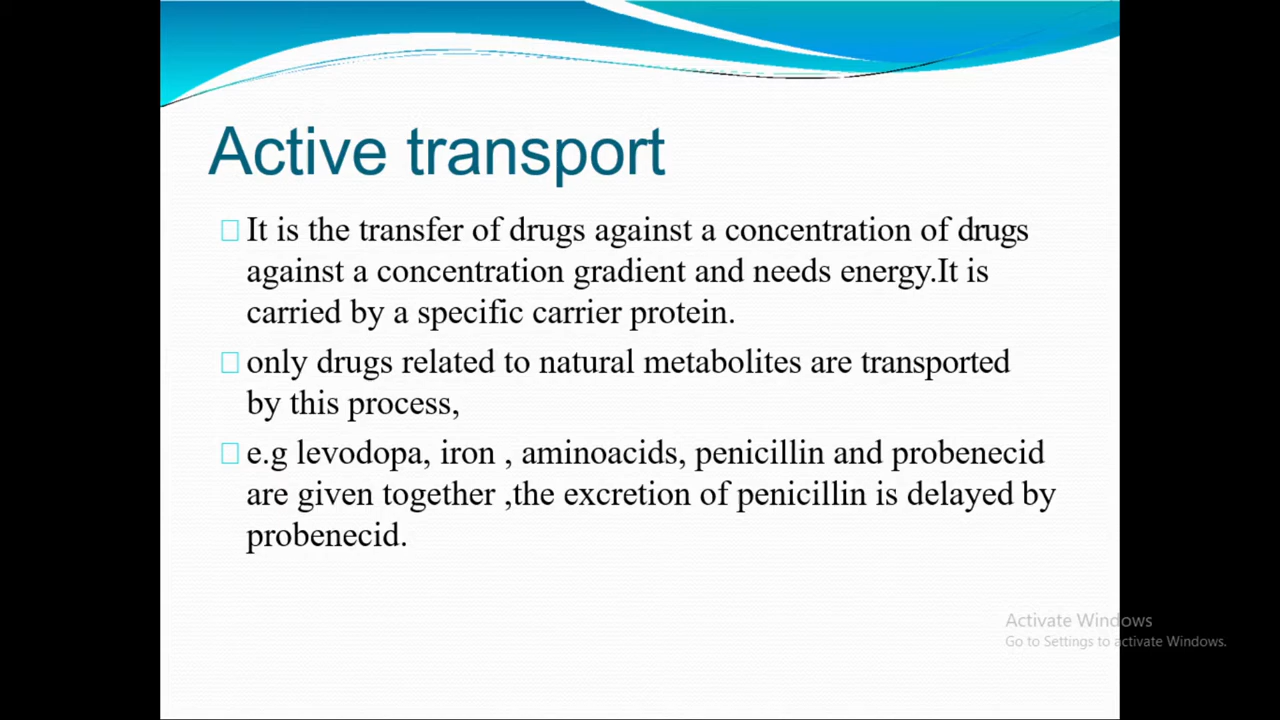 Active transport
It is the transfer of drugs against a concentration of drugs
against a concentration gradient and needs energy.It is
carried by a specific carrier protein.
only drugs related to natural metabolites are transported
by this process,
e.g levodopa, iron , aminoacids, penicillin and probenecid
are given together ,the excretion of penicillin is delayed by
probenecid.
Activate Windows
Go to Settings to activate Windows.